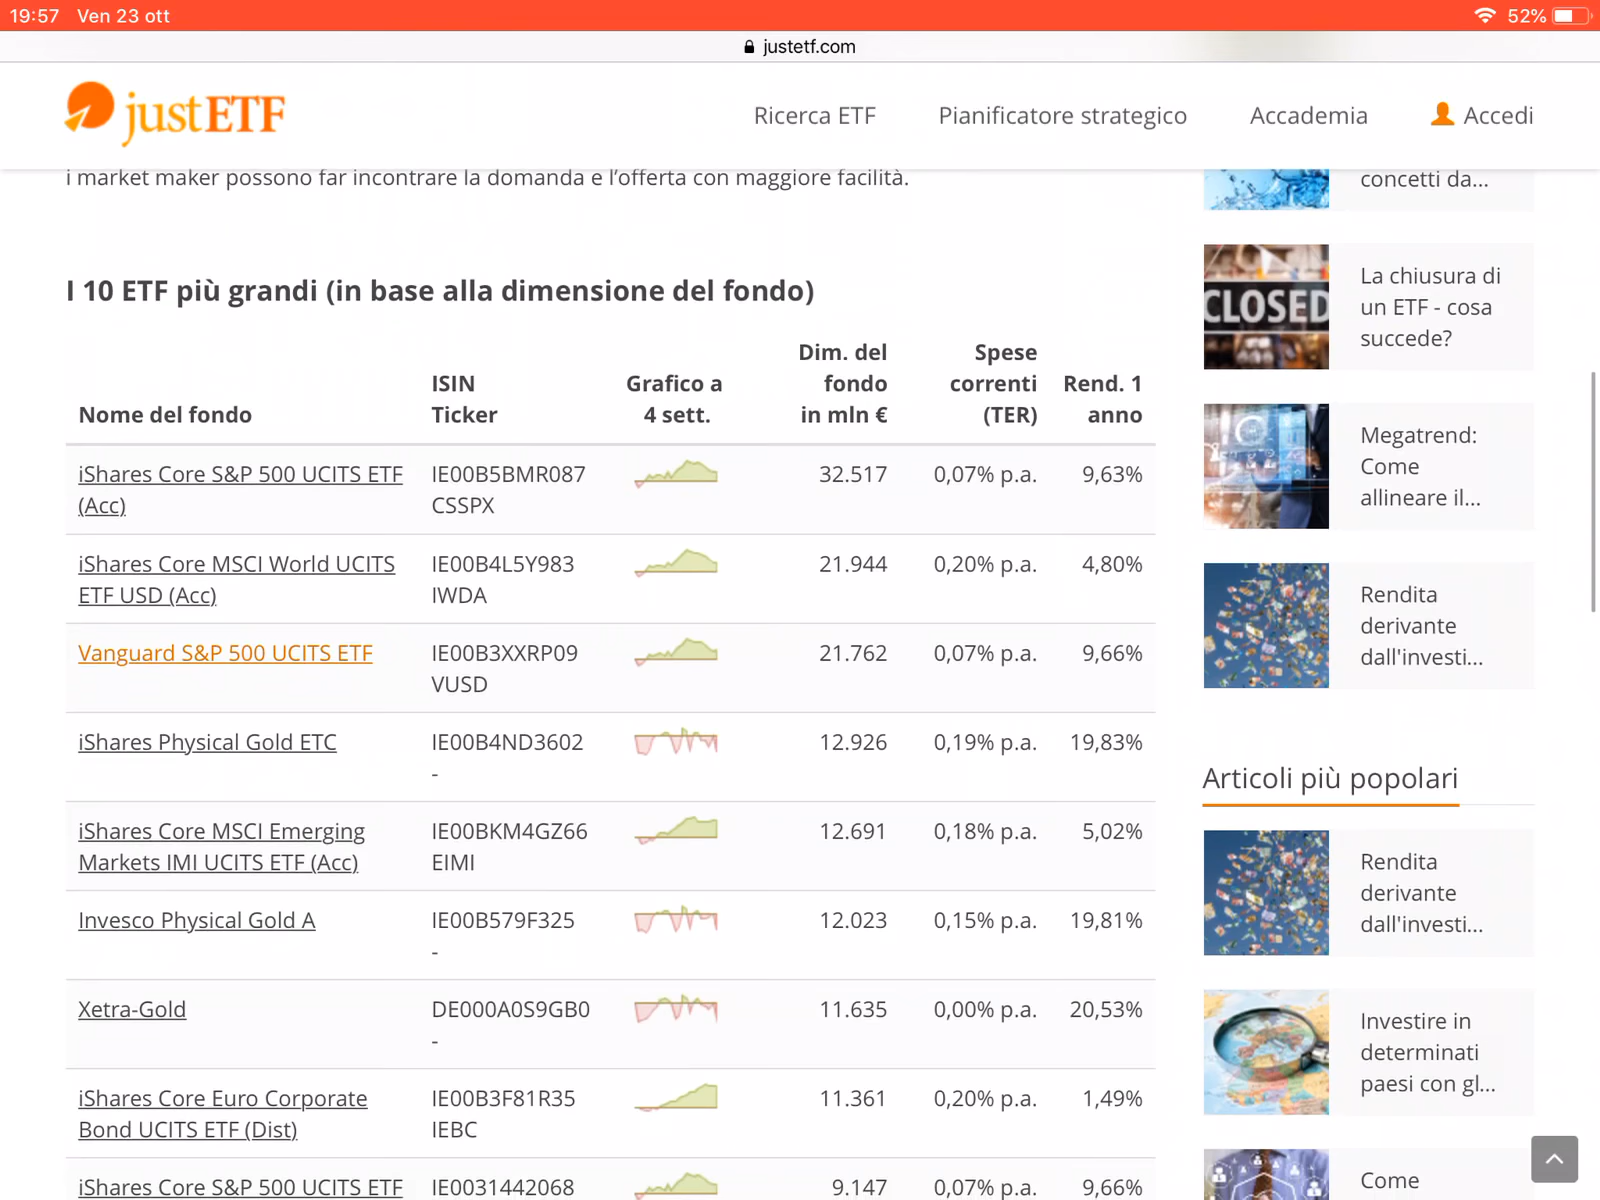 19:57 Ven 23 ott
52%
justetf.com
justETF
Ricerca ETF
Pianificatore strategico
Accademia
Accedi
i market maker possono far incontrare la domanda e l'offerta con maggiore facilità.
I 10 ETF più grandi (in base alla dimensione del fondo)
Nome del fondo
ISIN
Ticker
Grafico a
4 sett.
Dim. del
fondo
in mln €
Spese
correnti
(TER)
Rend. 1
anno
iShares Core S&P 500 UCITS ETF
(Acc)
IE00B5BMR087
CSSPX
32.517
0,07% p.a.
9,63%
iShares Core MSCI World UCITS
ETF USD (Acc)
IE00B4L5Y983
IWDA
21.944
0,20% p.a.
4,80%
Vanguard S&P 500 UCITS ETF
IE00B3XXRP09
VUSD
21.762
0,07% p.a.
9,66%
iShares Physical Gold ETC
IE00B4ND3602
-
12.926
0,19% p.a.
19,83%
iShares Core MSCI Emerging
Markets IMI UCITS ETF (Acc)
IE00BKM4GZ66
EIMI
12.691
0,18% p.a.
5,02%
Invesco Physical Gold A
IE00B579F325
-
12.023
0,15% p.a.
19,81%
Xetra-Gold
DE000A0S9GB0
-
11.635
0,00% p.a.
20,53%
iShares Core Euro Corporate
Bond UCITS ETF (Dist)
IE00B3F81R35
IEBC
11.361
0,20% p.a.
1,49%
iShares Core S&P 500 UCITS ETF
IE0031442068
9.147
0,07% p.a.
9,66%
concetti da...
CLOSED
La chiusura di
un ETF - cosa
succede?
Megatrend:
Come
allineare il...
Rendita
derivante
dall'investi...
Articoli più popolari
Rendita
derivante
dall'investi...
Investire in
determinati
paesi con gl...
Come